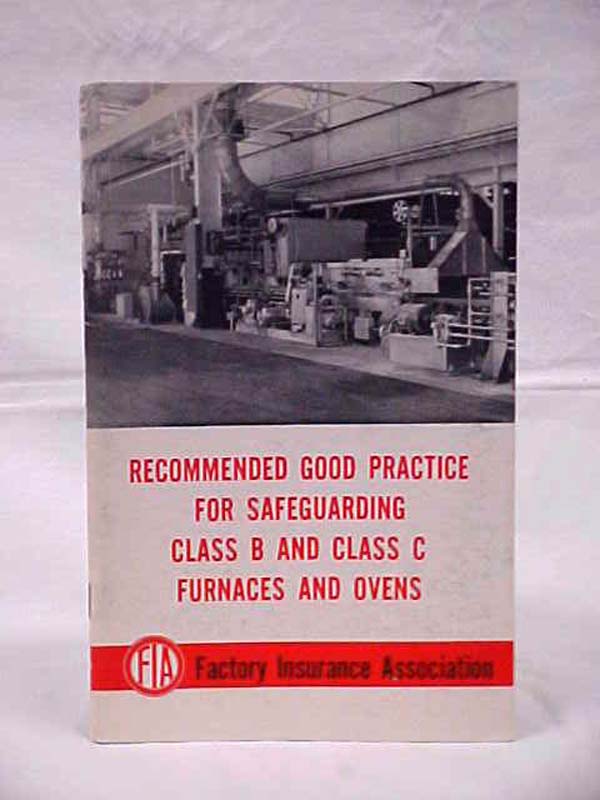 RECOMMENDED GOOD PRACTICE
FOR SAFEGUARDING
CLASS B AND CLASS C
FURNACES AND OVENS
FIA Factory Insurance Association